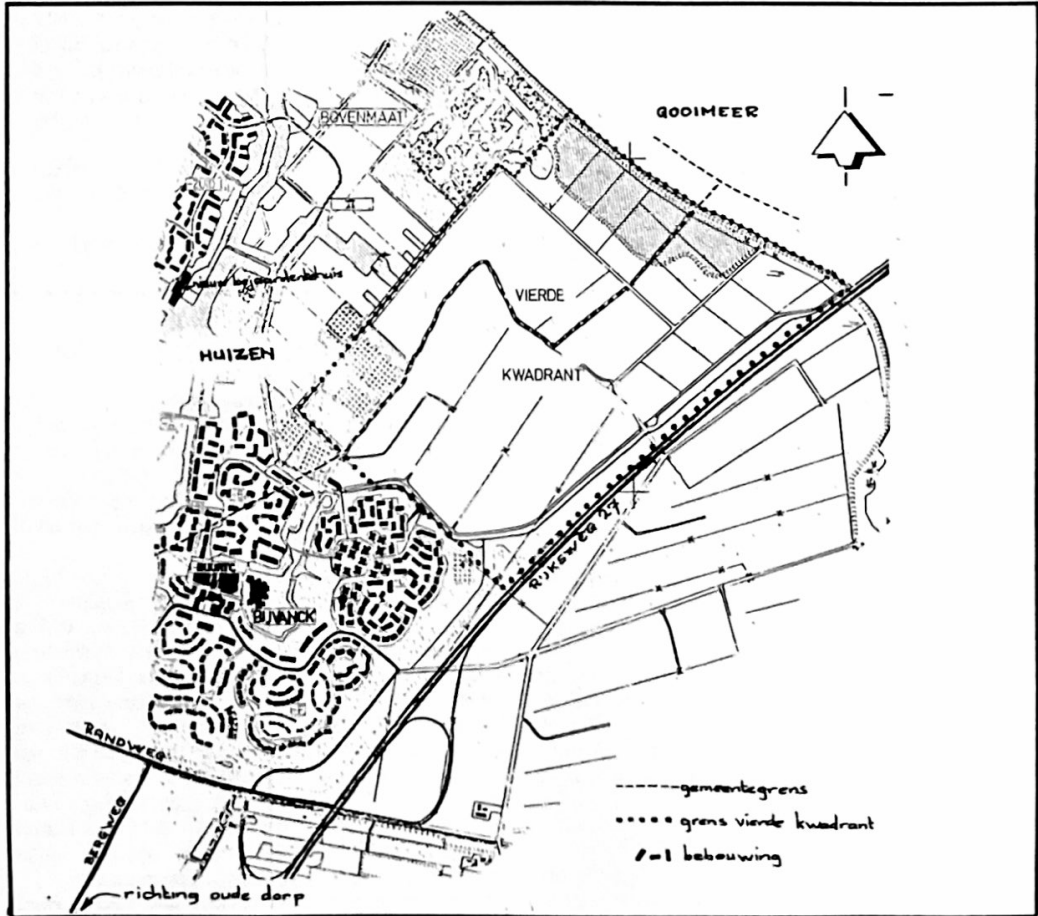 GOOIMEER
BOVENMAAT
HUIZEN
VIERDE
KWADRANT
RIJKSWEG 27
BIJVANCK
RANDWEG
BERGWEG
richting oude dorp
gemeentegrens
grens vierde kwadrant
bebouwing